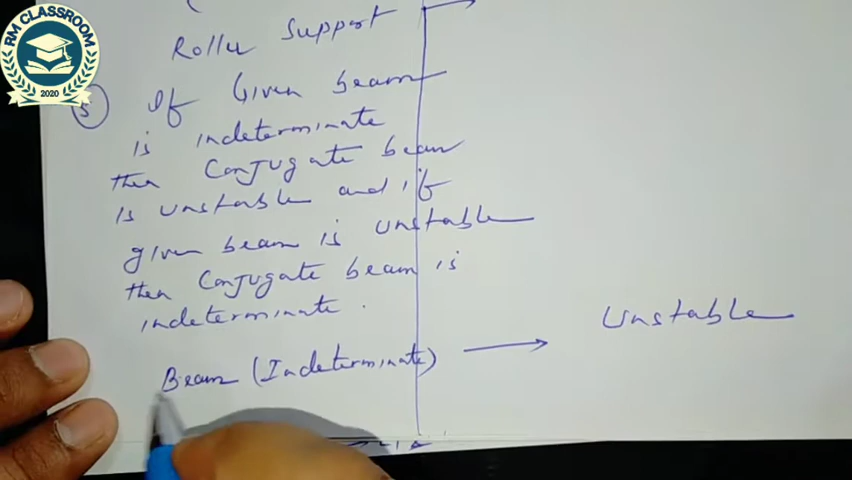 RM CLASSROOM
2020
Roller Support
5 If Given beam
is indeterminate
then Conjugate beam
is unstable and if
given beam is unstable
then Conjugate beam is
indeterminate.
Beam (Indeterminate) → Unstable